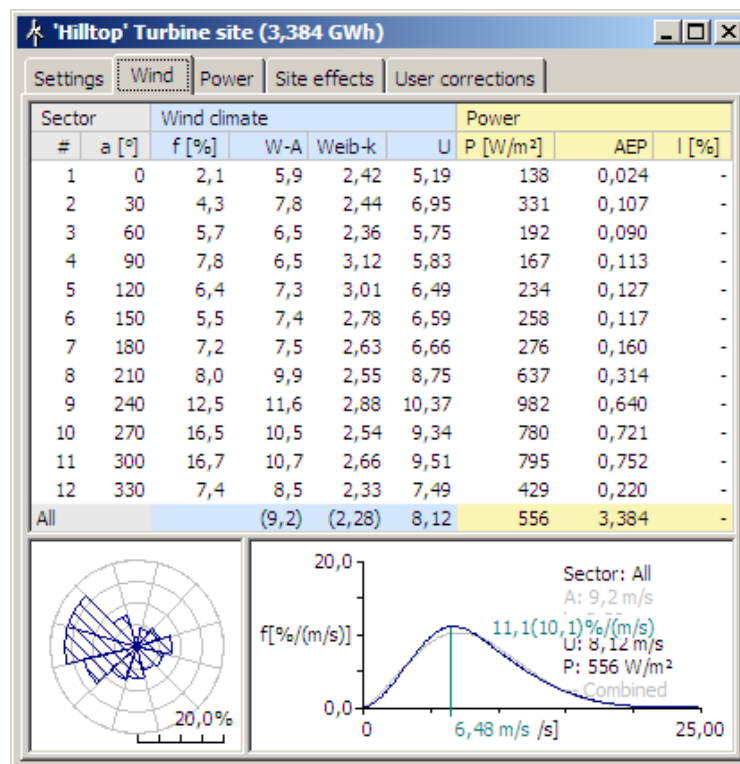 'Hilltop' Turbine site (3,384 GWh)
Settings Wind Power Site effects User corrections
Sector Wind climate Power
# a [°] f [%] W-A Weib-k U P [W/m²] AEP l [%]
1 0 2,1 5,9 2,42 5,19 138 0,024 -
2 30 4,3 7,8 2,44 6,95 331 0,107 -
3 60 5,7 6,5 2,36 5,75 192 0,090 -
4 90 7,8 6,5 3,12 5,83 167 0,113 -
5 120 6,4 7,3 3,01 6,49 234 0,127 -
6 150 5,5 7,4 2,78 6,59 258 0,117 -
7 180 7,2 7,5 2,63 6,66 276 0,160 -
8 210 8,0 9,9 2,55 8,75 637 0,314 -
9 240 12,5 11,6 2,88 10,37 982 0,640 -
10 270 16,5 10,5 2,54 9,34 780 0,721 -
11 300 16,7 10,7 2,66 9,51 795 0,752 -
12 330 7,4 8,5 2,33 7,49 429 0,220 -
All (9,2) (2,28) 8,12 556 3,384 -
20,0%
20,0
f[%/(m/s)]
0,0
0
6,48 m/s /s]
25,00
Sector: All
A: 9,2 m/s
11,1(10,1)%/(m/s)
U: 8,12 m/s
P: 556 W/m²
Combined